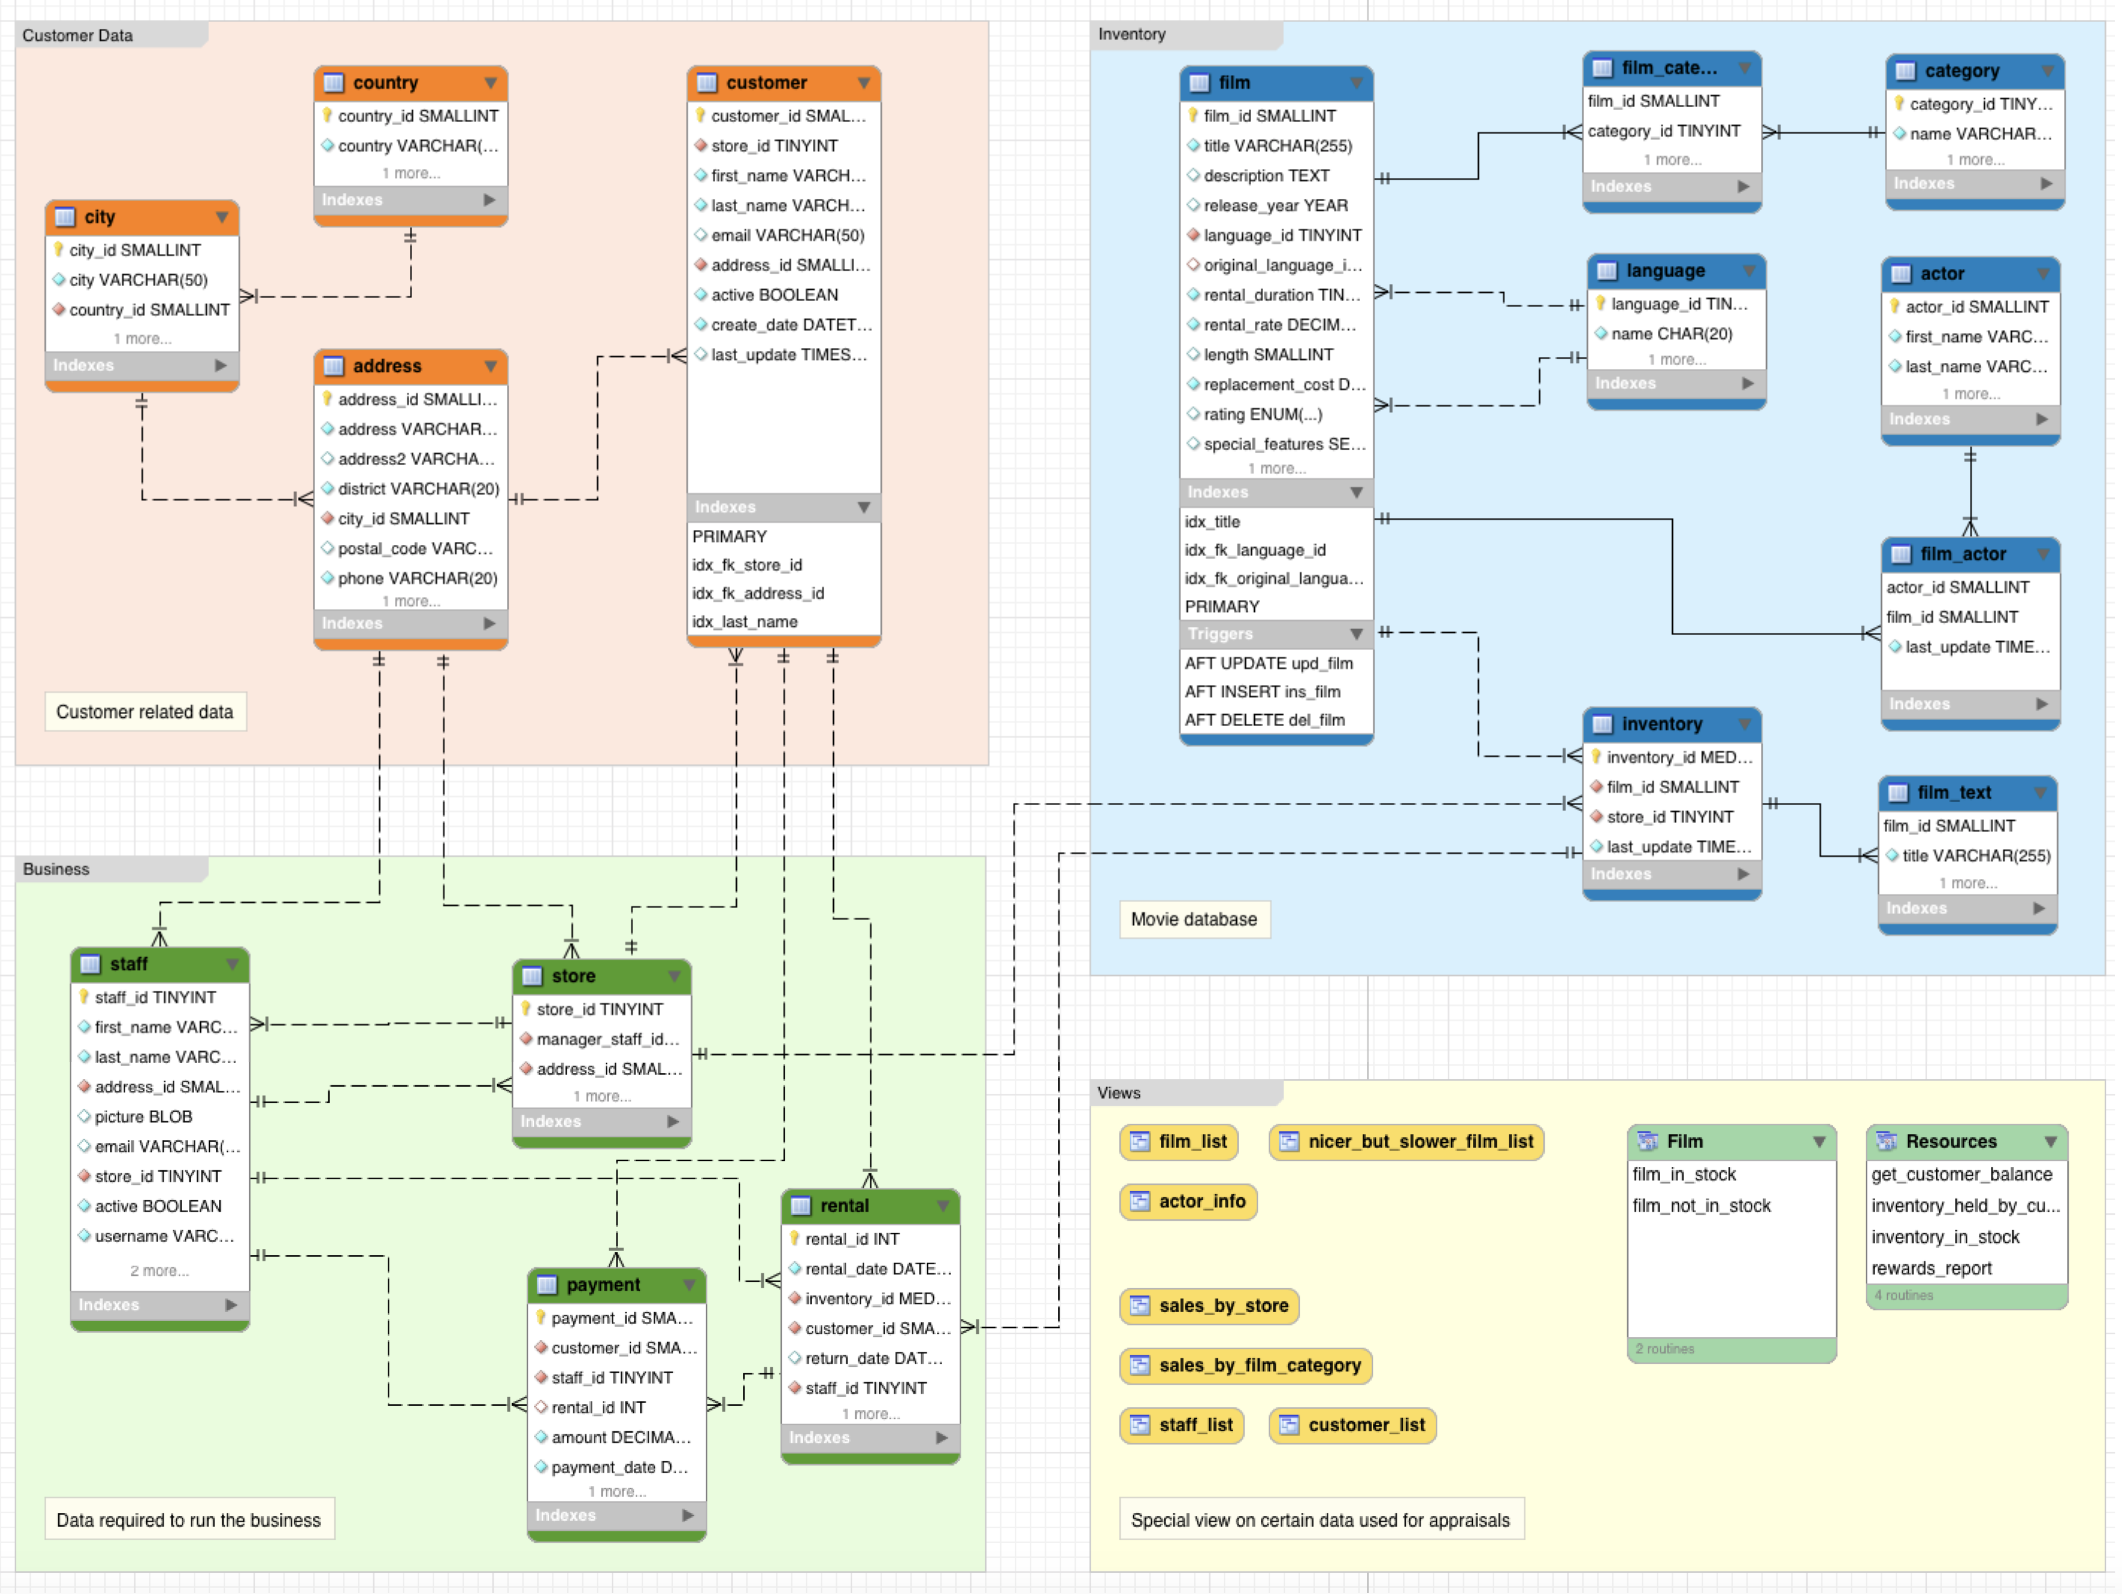 Customer Data
country
country_id SMALLINT
country VARCHAR(...
1 more...
Indexes
customer
customer_id SMAL...
store_id TINYINT
first_name VARCH...
last_name VARCH...
email VARCHAR(50)
address_id SMALLI...
active BOOLEAN
create_date DATET...
last_update TIMES...
Indexes
PRIMARY
idx_fk_store_id
idx_fk_address_id
idx_last_name
city
city_id SMALLINT
city VARCHAR(50)
country_id SMALLINT
1 more...
Indexes
address
address_id SMALLI...
address VARCHAR...
address2 VARCHA...
district VARCHAR(20)
city_id SMALLINT
postal_code VARC...
phone VARCHAR(20)
1 more...
Indexes
Customer related data
Inventory
film
film_id SMALLINT
title VARCHAR(255)
description TEXT
release_year YEAR
language_id TINYINT
original_language_i...
rental_duration TIN...
rental_rate DECIM...
length SMALLINT
replacement_cost D...
rating ENUM(...)
special_features SE...
1 more...
Indexes
idx_title
idx_fk_language_id
idx_fk_original_langua...
PRIMARY
Triggers
AFT UPDATE upd_film
AFT INSERT ins_film
AFT DELETE del_film
film_cate...
film_id SMALLINT
category_id TINYINT
1 more...
Indexes
category
category_id TINY...
name VARCHAR...
1 more...
Indexes
language
language_id TIN...
name CHAR(20)
1 more...
Indexes
actor
actor_id SMALLINT
first_name VARC...
last_name VARC...
1 more...
Indexes
film_actor
actor_id SMALLINT
film_id SMALLINT
last_update TIME...
Indexes
inventory
inventory_id MED...
film_id SMALLINT
store_id TINYINT
last_update TIME...
Indexes
film_text
film_id SMALLINT
title VARCHAR(255)
1 more...
Indexes
Movie database
Business
staff
staff_id TINYINT
first_name VARC...
last_name VARC...
address_id SMAL...
picture BLOB
email VARCHAR(...
store_id TINYINT
active BOOLEAN
username VARC...
2 more...
Indexes
store
store_id TINYINT
manager_staff_id...
address_id SMAL...
1 more...
Indexes
payment
payment_id SMA...
customer_id SMA...
staff_id TINYINT
rental_id INT
amount DECIMA...
payment_date D...
1 more...
Indexes
rental
rental_id INT
rental_date DATE...
inventory_id MED...
customer_id SMA...
return_date DAT...
staff_id TINYINT
1 more...
Indexes
Data required to run the business
Views
film_list
nicer_but_slower_film_list
actor_info
sales_by_store
sales_by_film_category
staff_list
customer_list
Film
film_in_stock
film_not_in_stock
2 routines
Resources
get_customer_balance
inventory_held_by_cu...
inventory_in_stock
rewards_report
4 routines
Special view on certain data used for appraisals